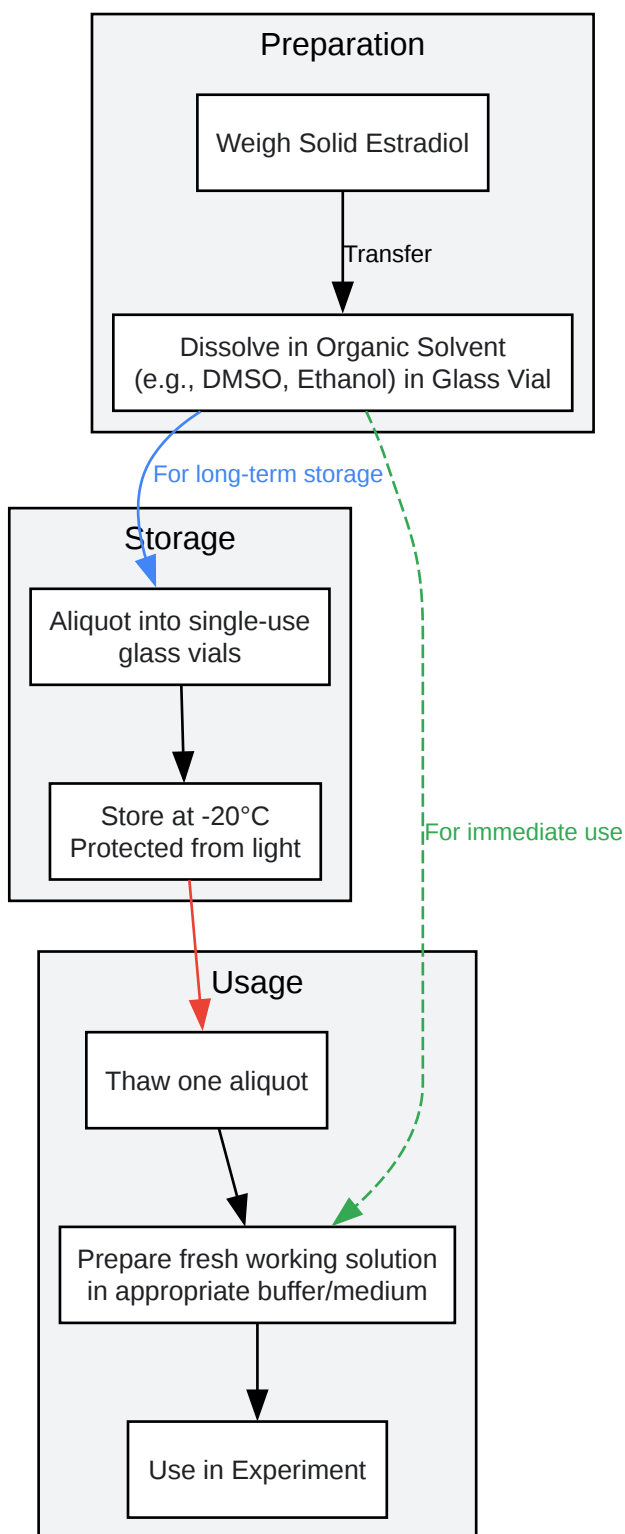 Preparation
Weigh Solid Estradiol
Transfer
Dissolve in Organic Solvent
(e.g., DMSO, Ethanol) in Glass Vial
For long-term storage
Storage
Aliquot into single-use
glass vials
Store at -20°C
Protected from light
For immediate use
Usage
Thaw one aliquot
Prepare fresh working solution
in appropriate buffer/medium
Use in Experiment